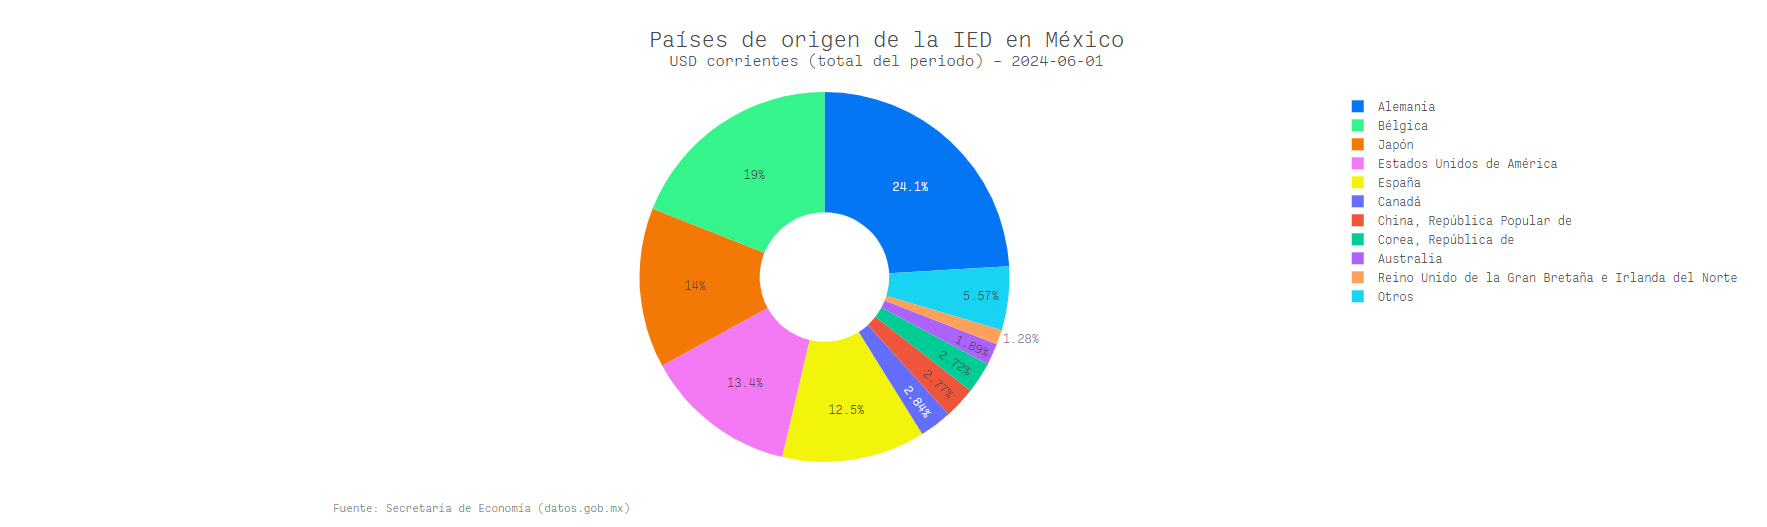 Países de origen de la IED en México
USD corrientes (total del periodo) – 2024-06-01
24.1%
19%
14%
13.4%
12.5%
2.84%
2.77%
2.72%
1.89%
1.28%
5.57%
Alemania
Bélgica
Japón
Estados Unidos de América
España
Canadá
China, República Popular de
Corea, República de
Australia
Reino Unido de la Gran Bretaña e Irlanda del Norte
Otros
Fuente: Secretaría de Economía (datos.gob.mx)